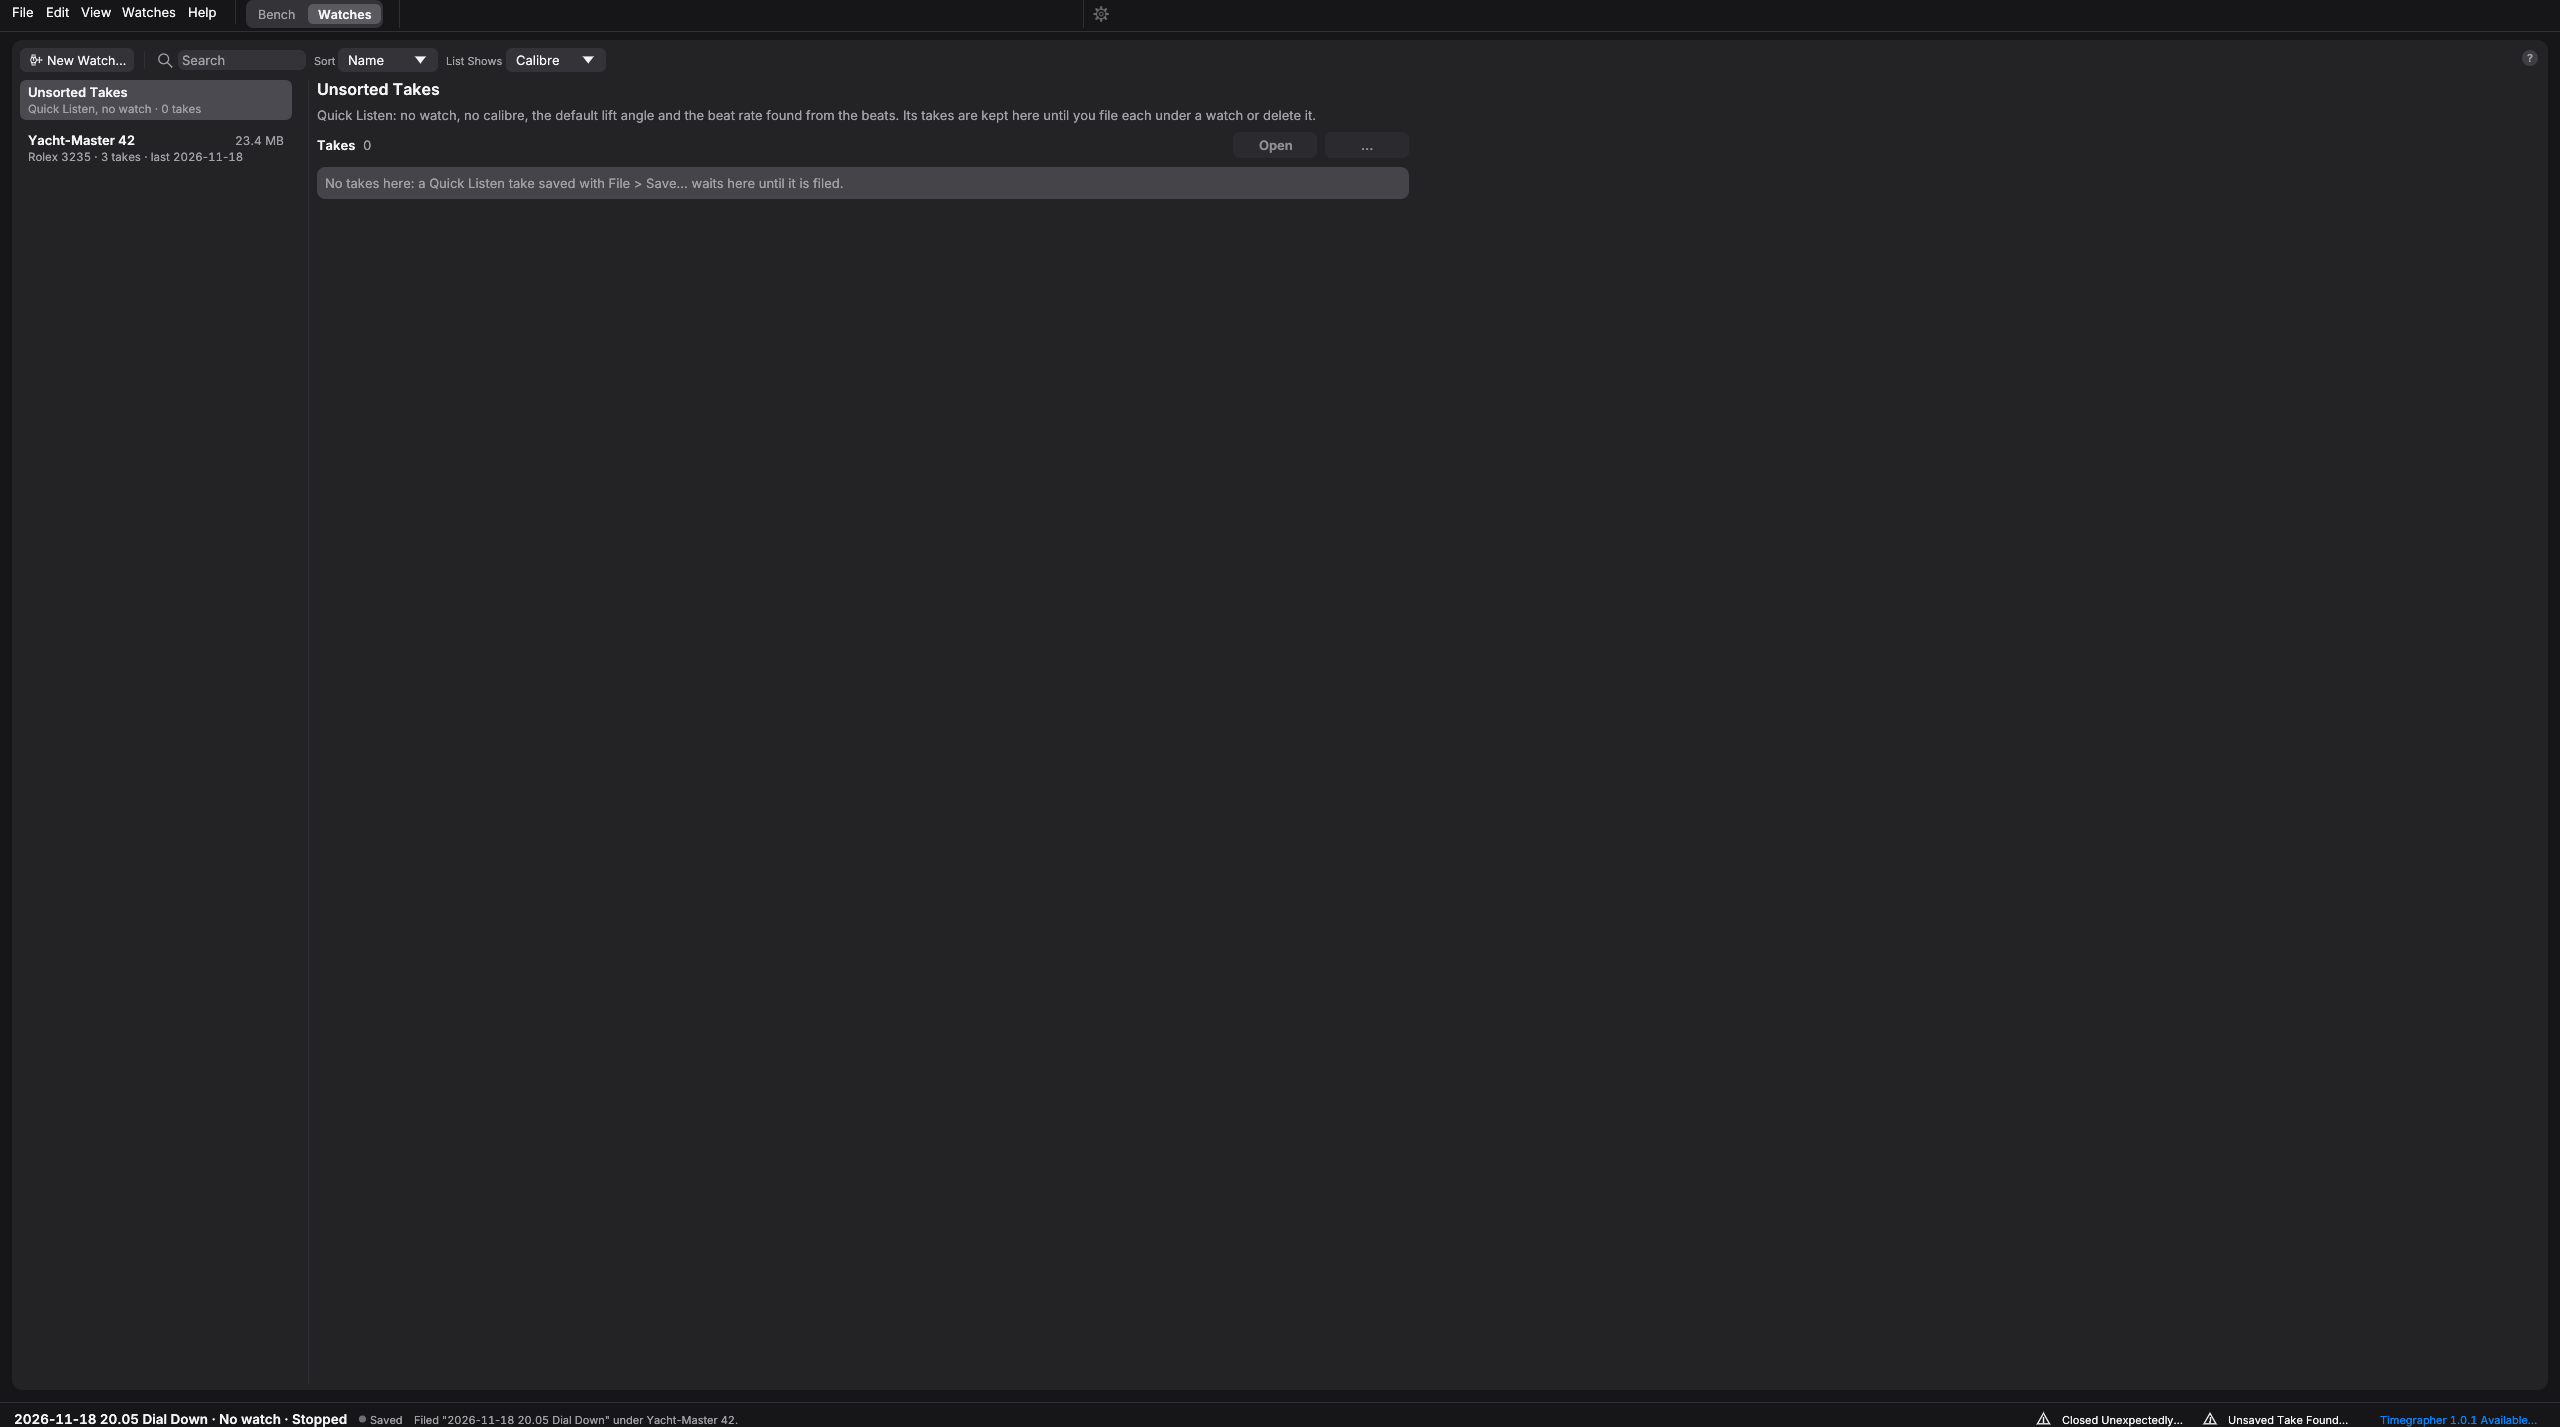 File Edit View Watches Help Bench Watches
New Watch... Search Sort Name List Shows Calibre ?
Unsorted Takes
Quick Listen, no watch · 0 takes
Yacht-Master 42 23.4 MB
Rolex 3235 · 3 takes · last 2026-11-18
Unsorted Takes
Quick Listen: no watch, no calibre, the default lift angle and the beat rate found from the beats. Its takes are kept here until you file each under a watch or delete it.
Takes 0 Open ...
No takes here: a Quick Listen take saved with File > Save... waits here until it is filed.
2026-11-18 20.05 Dial Down · No watch · Stopped Saved Filed "2026-11-18 20.05 Dial Down" under Yacht-Master 42. Closed Unexpectedly... Unsaved Take Found... Timegrapher 1.0.1 Available...